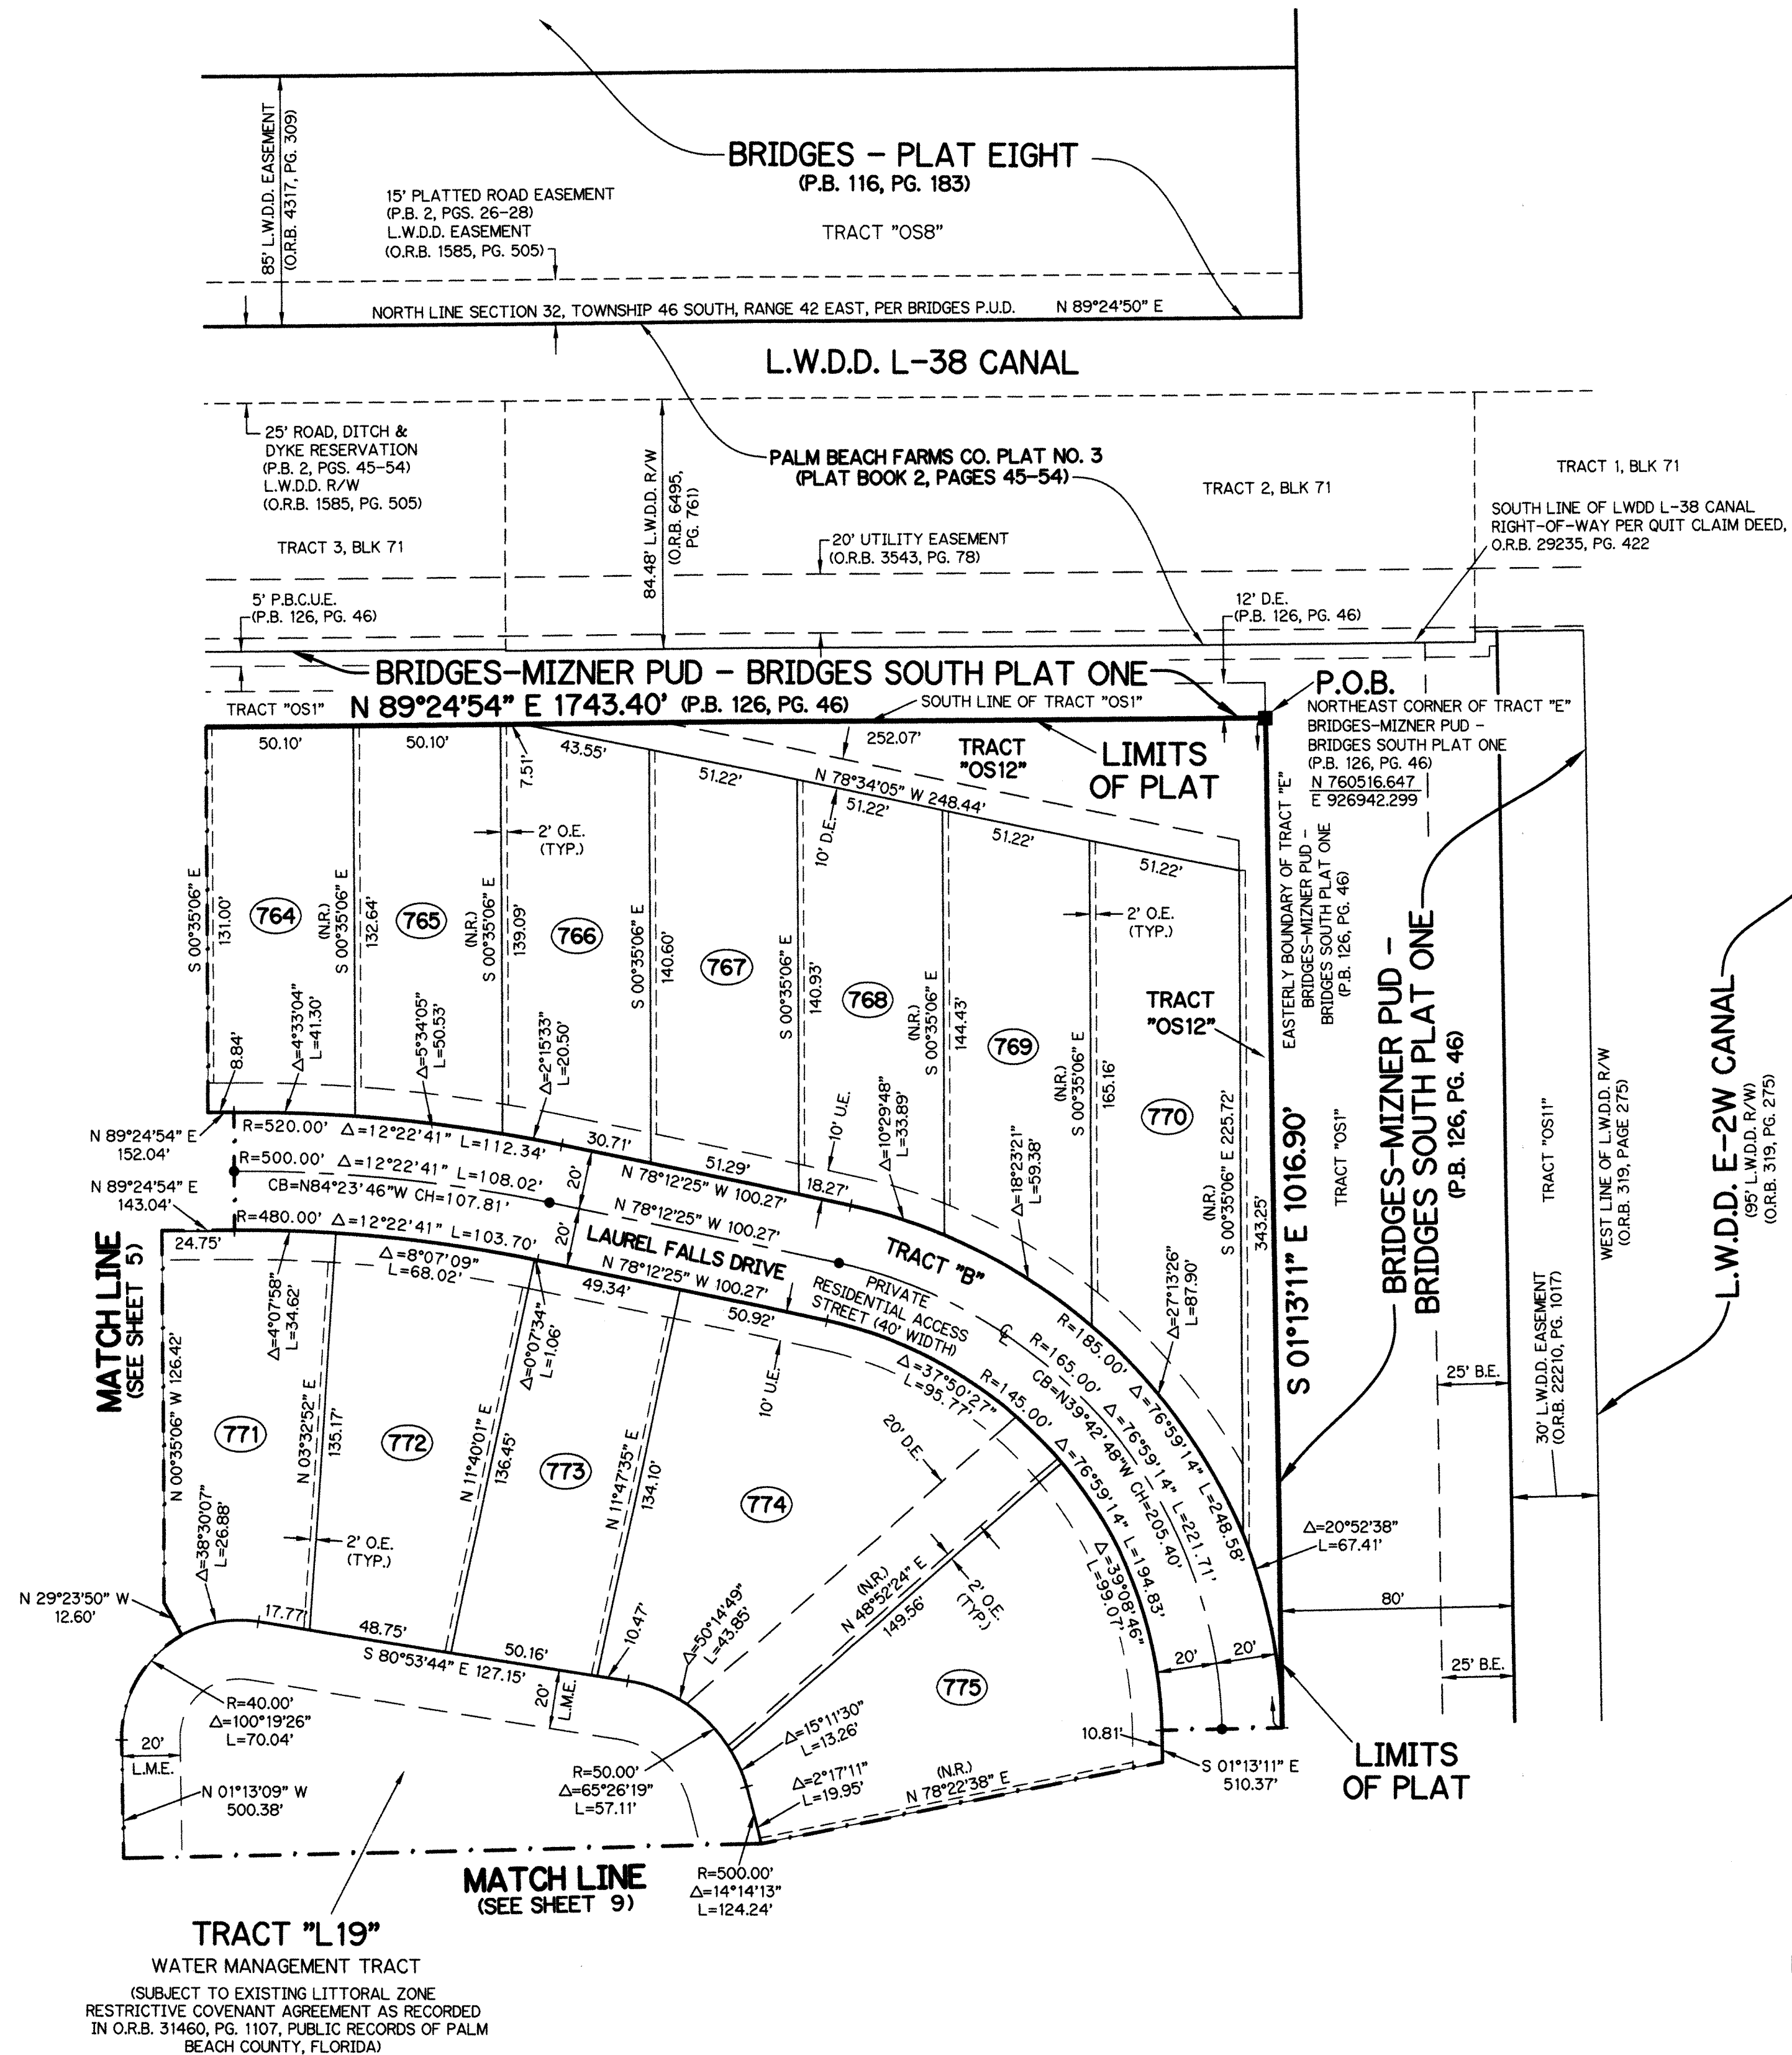 85' L.W.D.D. EASEMENT
(O.R.B. 4317, PG. 309)
BRIDGES - PLAT EIGHT
(P.B. 116, PG. 183)
15' PLATTED ROAD EASEMENT
(P.B. 2, PGS. 26-28)
L.W.D.D. EASEMENT
(O.R.B. 1585, PG. 505)
TRACT "OS8"
NORTH LINE SECTION 32, TOWNSHIP 46 SOUTH, RANGE 42 EAST, PER BRIDGES P.U.D. N 89°24'50" E
L.W.D.D. L-38 CANAL
25' ROAD, DITCH &
DYKE RESERVATION
(P.B. 2, PGS. 45-54)
L.W.D.D. R/W
(O.R.B. 1585, PG. 505)
TRACT 3, BLK 71
84.48' L.W.D.D. R/W
(O.R.B. 6495,
PG. 761)
PALM BEACH FARMS CO. PLAT NO. 3
(PLAT BOOK 2, PAGES 45-54)
TRACT 2, BLK 71
TRACT 1, BLK 71
SOUTH LINE OF LWDD L-38 CANAL
RIGHT-OF-WAY PER QUIT CLAIM DEED,
O.R.B. 29235, PG. 422
20' UTILITY EASEMENT
(O.R.B. 3543, PG. 78)
5' P.B.C.U.E.
(P.B. 126, PG. 46)
12' D.E.
(P.B. 126, PG. 46)
BRIDGES-MIZNER PUD - BRIDGES SOUTH PLAT ONE
TRACT "OS1"
N 89°24'54" E 1743.40' (P.B. 126, PG. 46)
SOUTH LINE OF TRACT "OS1"
P.O.B.
NORTHEAST CORNER OF TRACT "E"
BRIDGES-MIZNER PUD -
BRIDGES SOUTH PLAT ONE
(P.B. 126, PG. 46)
N 760516.647
E 926942.299
50.10'
50.10'
7.51'
43.55'
252.07'
TRACT
"OS12"
LIMITS
OF PLAT
51.22'
N 78°34'05" W 248.44'
51.22'
51.22'
51.22'
10' D.E.
2' O.E.
(TYP.)
2' O.E.
(TYP.)
S 00°35'06" E
131.00'
764
(N.R.)
S 00°35'06" E
132.64'
765
(N.R.)
S 00°35'06" E
139.09'
766
S 00°35'06" E
140.60'
767
S 00°35'06" E
140.93'
768
(N.R.)
S 00°35'06" E
144.43'
769
(N.R.)
S 00°35'06" E
165.16'
770
(N.R.)
S 00°35'06" E 225.72'
343.25'
TRACT
"OS12"
EASTERLY BOUNDARY OF TRACT "E"
BRIDGES-MIZNER PUD -
BRIDGES SOUTH PLAT ONE
(P.B. 126, PG. 46)
S 01°13'11" E 1016.90'
TRACT "OS1"
BRIDGES-MIZNER PUD -
BRIDGES SOUTH PLAT ONE
(P.B. 126, PG. 46)
TRACT "OS11"
30' L.W.D.D. EASEMENT
(O.R.B. 22210, PG. 1017)
WEST LINE OF L.W.D.D. R/W
(O.R.B. 319, PAGE 275)
L.W.D.D. E-2W CANAL
(95' L.W.D.D. R/W)
(O.R.B. 319, PG. 275)
8.84'
Δ=4°33'04"
L=41.30'
Δ=5°34'05"
L=50.53'
Δ=2°15'33"
L=20.50'
10' U.E.
Δ=10°29'48"
L=33.89'
Δ=18°23'21"
L=59.38'
Δ=27°13'26"
L=87.90'
N 89°24'54" E
152.04'
R=520.00' Δ=12°22'41" L=112.34'
30.71'
51.29'
18.27'
N 78°12'25" W 100.27'
R=500.00' Δ=12°22'41" L=108.02'
CB=N84°23'46"W CH=107.81'
20'
20'
N 78°12'25" W 100.27'
N 89°24'54" E
143.04'
R=480.00' Δ=12°22'41" L=103.70'
LAUREL FALLS DRIVE
TRACT "B"
N 78°12'25" W 100.27'
PRIVATE
RESIDENTIAL ACCESS
STREET (40' WIDTH)
MATCH LINE
(SEE SHEET 5)
24.75'
Δ=8°07'09"
L=68.02'
49.34'
50.92'
Δ=4°07'58"
L=34.62'
Δ=0°07'34"
L=1.06'
10' U.E.
Δ=37°50'27"
L=95.77'
℄
R=185.00' Δ=76°59'14" L=248.58'
R=165.00' Δ=76°59'14" L=221.71'
CB=N39°42'48"W CH=205.40'
R=145.00' Δ=76°59'14" L=194.83'
Δ=39°08'46"
L=99.07'
20' D.E.
N 00°35'06" W 126.42'
771
N 03°32'52" E
135.17'
772
N 11°40'01" E
136.45'
773
N 11°47'35" E
134.10'
774
(N.R.)
N 48°52'24" E
149.56'
2' O.E.
(TYP.)
2' O.E.
(TYP.)
775
Δ=38°30'07"
L=26.88'
N 29°23'50" W
12.60'
17.77'
48.75'
50.16'
10.47'
S 80°53'44" E 127.15'
Δ=50°14'49"
L=43.85'
20'
L.M.E.
R=40.00'
Δ=100°19'26"
L=70.04'
20'
L.M.E.
N 01°13'09" W
500.38'
R=50.00'
Δ=65°26'19"
L=57.11'
Δ=15°11'30"
L=13.26'
Δ=2°17'11"
L=19.95'
(N.R.)
N 78°22'38" E
10.81'
S 01°13'11" E
510.37'
20'
20'
Δ=20°52'38"
L=67.41'
25' B.E.
80'
25' B.E.
LIMITS
OF PLAT
MATCH LINE
(SEE SHEET 9)
R=500.00'
Δ=14°14'13"
L=124.24'
TRACT "L19"
WATER MANAGEMENT TRACT
(SUBJECT TO EXISTING LITTORAL ZONE
RESTRICTIVE COVENANT AGREEMENT AS RECORDED
IN O.R.B. 31460, PG. 1107, PUBLIC RECORDS OF PALM
BEACH COUNTY, FLORIDA)